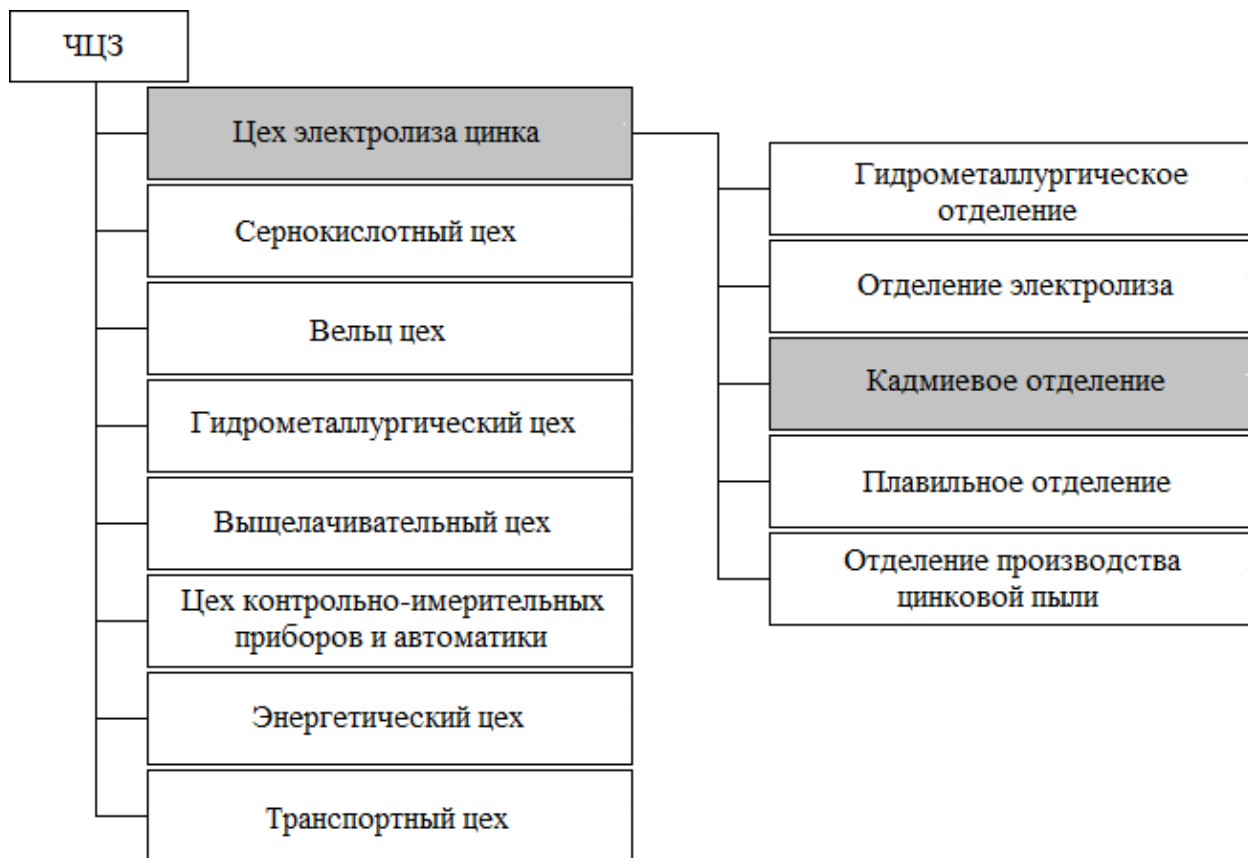 ЧЦЗ
Цех электролиза цинка
Сернокислотный цех
Вельц цех
Гидрометаллургический цех
Выщелачивательный цех
Цех контрольно-имерительных
приборов и автоматики
Энергетический цех
Транспортный цех
Гидрометаллургическое
отделение
Отделение электролиза
Кадмиевое отделение
Плавильное отделение
Отделение производства
цинковой пыли